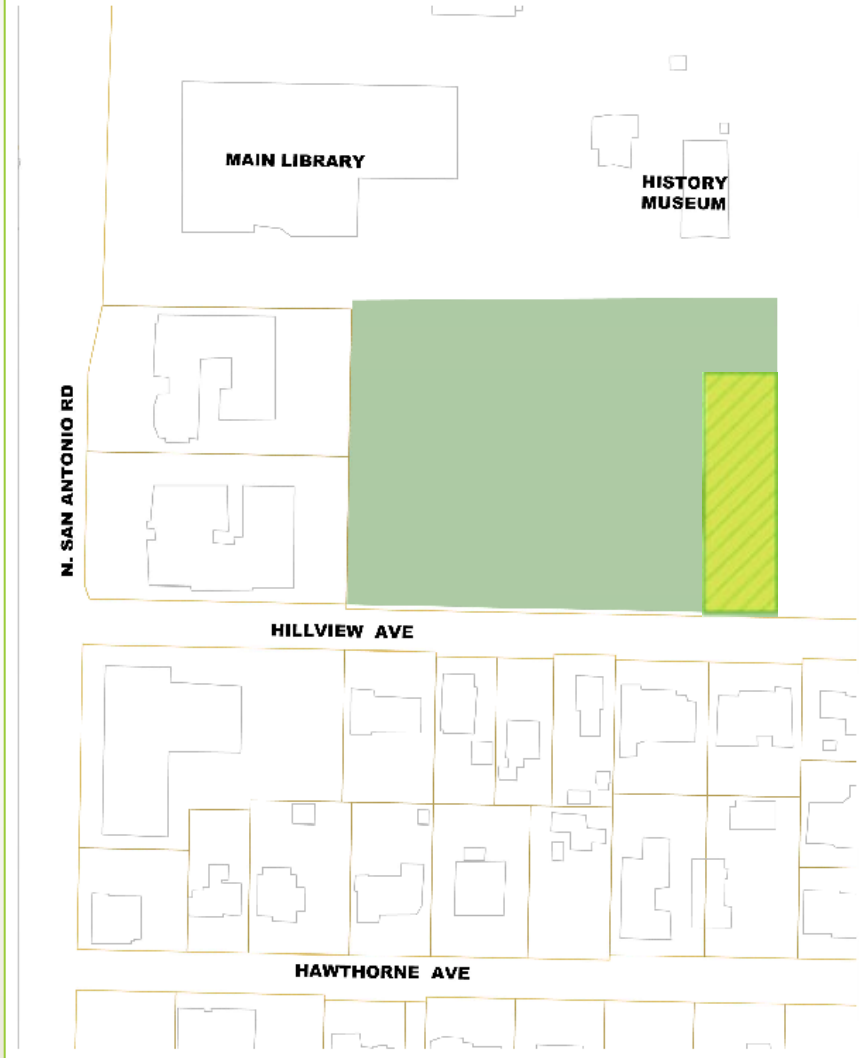 MAIN LIBRARY
HISTORY
MUSEUM
N. SAN ANTONIO RD
HILLVIEW AVE
HAWTHORNE AVE